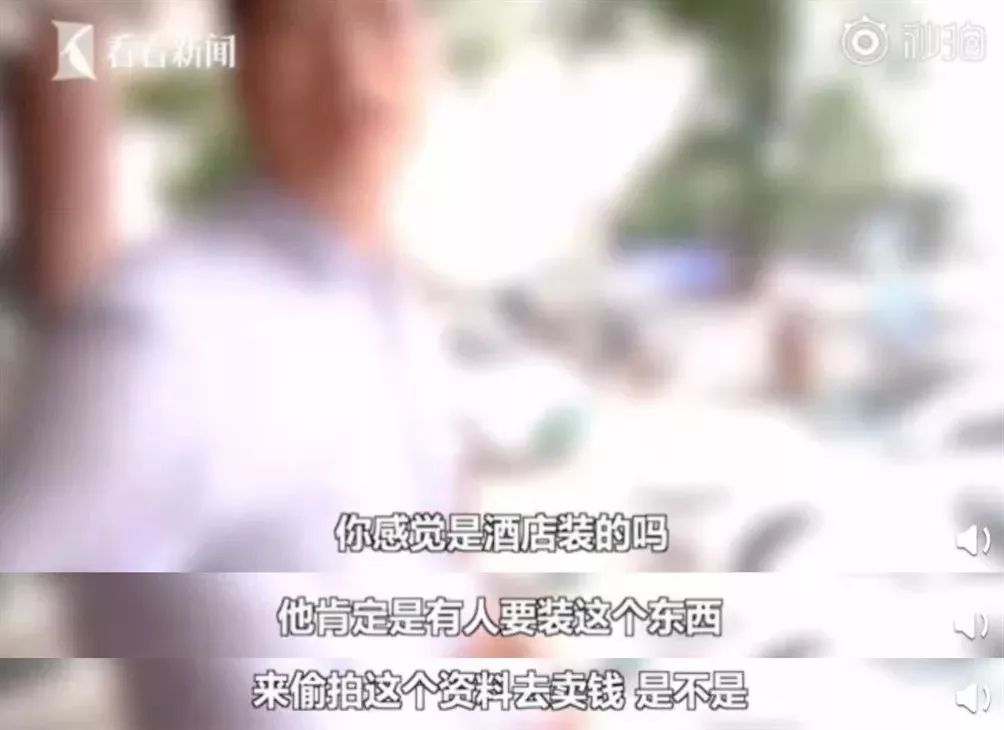 看看新闻
秒拍
你感觉是酒店装的吗
他肯定是有人要装这个东西
来偷拍这个资料去卖钱 是不是